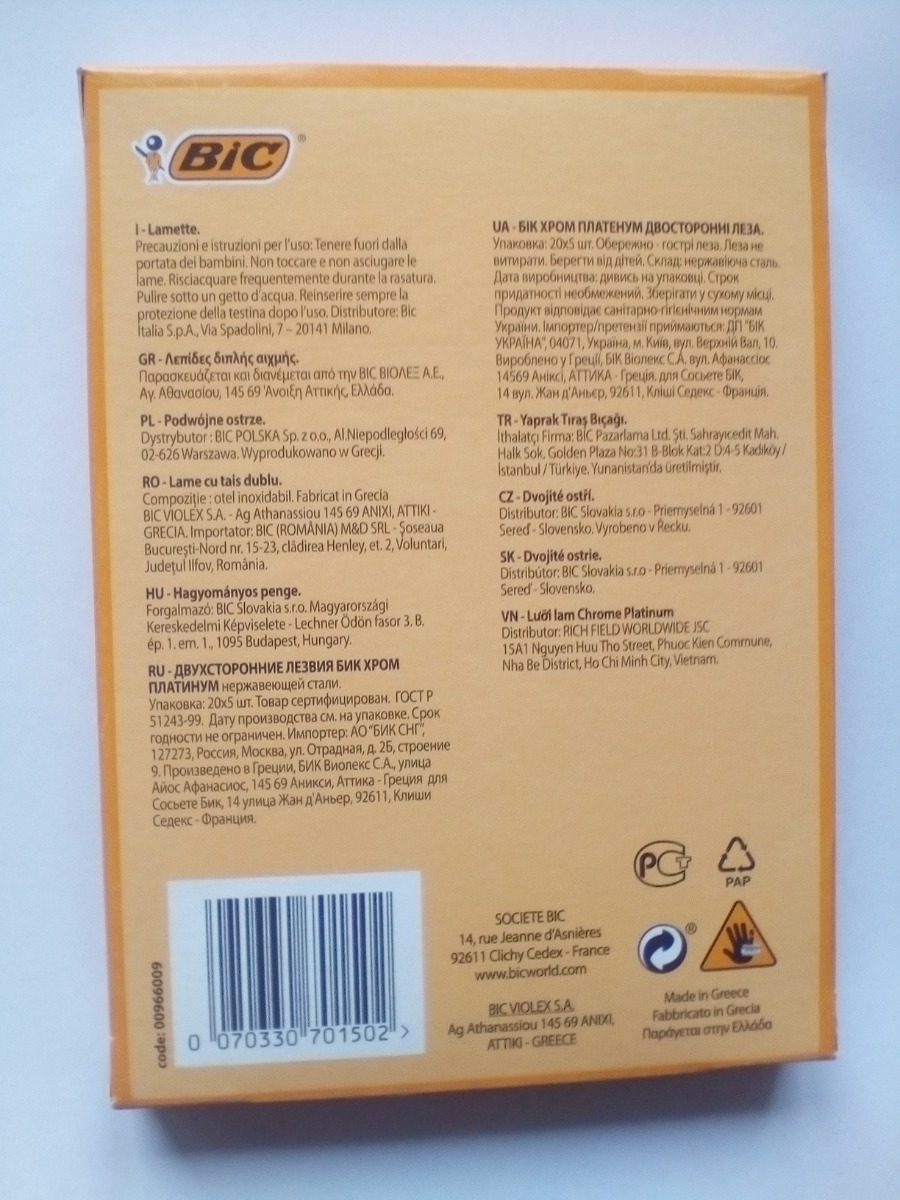 BiC®
I - Lamette.
Precauzioni e istruzioni per l'uso: Tenere fuori dalla
portata dei bambini. Non toccare e non asciugare le
lame. Risciacquare frequentemente durante la rasatura.
Pulire sotto un getto d'acqua. Reinserire sempre la
protezione della testina dopo l'uso. Distributore: Bic
Italia S.p.A., Via Spadolini, 7 – 20141 Milano.
GR - Λεπίδες διπλής αιχμής.
Παρασκευάζεται και διανέμεται από την BIC ΒΙΟΛΕΞ Α.Ε.,
Αγ. Αθανασίου, 145 69 Άνοιξη Αττικής, Ελλάδα.
PL - Podwójne ostrze.
Dystrybutor : BIC POLSKA Sp. z o.o., Al.Niepodległości 69,
02-626 Warszawa. Wyprodukowano w Grecji.
RO - Lame cu tais dublu.
Compoziţie : otel inoxidabil. Fabricat in Grecia
BIC VIOLEX S.A. - Ag Athanassiou 145 69 ANIXI, ATTIKI -
GRECIA. Importator: BIC (ROMÂNIA) M&D SRL - Şoseaua
Bucureşti-Nord nr. 15-23, clădirea Henley, et. 2, Voluntari,
Judeţul Ilfov, România.
HU - Hagyományos penge.
Forgalmazó: BIC Slovakia s.r.o. Magyarországi
Kereskedelmi Képviselete - Lechner Ödön fasor 3. B.
ép. 1. em. 1., 1095 Budapest, Hungary.
RU - ДВУХСТОРОННИЕ ЛЕЗВИЯ БИК ХРОМ
ПЛАТИНУМ нержавеющей стали.
Упаковка: 20x5 шт. Товар сертифицирован. ГОСТ Р
51243-99. Дату производства см. на упаковке. Срок
годности не ограничен. Импортер: АО "БИК СНГ",
127273, Россия, Москва, ул. Отрадная, д. 2Б, строение
9. Произведено в Греции, БИК Виолекс С.А., улица
Айос Афанасиос, 145 69 Аникси, Аттика - Греция для
Сосьете Бик, 14 улица Жан д'Аньер, 92611, Клиши
Седекс - Франция.
UA - БІК ХРОМ ПЛАТЕНУМ ДВОСТОРОННІ ЛЕЗА.
Упаковка: 20x5 шт. Обережно - гострі леза. Леза не
витирати. Берегти від дітей. Склад: нержавіюча сталь.
Дата виробництва: дивись на упаковці. Строк
придатності необмежений. Зберігати у сухому місці.
Продукт відповідає санітарно-гігієнічним нормам
України. Імпортер/претензії приймаються: ДП "БІК
УКРАЇНА", 04071, Україна, м. Київ, вул. Верхній Вал, 10.
Вироблено у Греції, БІК Віолекс С.А. вул. Афанассіос
14569 Аніксі, АТТИКА - Греція, для Сосьєте БІК,
14 вул. Жан д'Аньєр, 92611, Кліші Седекс - Франція.
TR - Yaprak Tıraş Bıçağı.
İthalatçı Firma: BİC Pazarlama Ltd. Şti. Sahrayıcedit Mah.
Halk Sok. Golden Plaza No:31 B-Blok Kat:2 D:4-5 Kadıköy /
İstanbul / Türkiye. Yunanistan'da üretilmiştir.
CZ - Dvojité ostří.
Distributor: BIC Slovakia s.r.o - Priemyselná 1 - 92601
Sereď - Slovensko. Vyrobeno v Řecku.
SK - Dvojité ostrie.
Distribútor: BIC Slovakia s.r.o - Priemyselná 1 - 92601
Sereď - Slovensko.
VN - Lưỡi lam Chrome Platinum
Distributor: RICH FIELD WORLDWIDE JSC
15A1 Nguyen Huu Tho Street, Phuoc Kien Commune,
Nha Be District, Ho Chi Minh City, Vietnam.
РСТ
PAP
SOCIETE BIC
14, rue Jeanne d'Asnières
92611 Clichy Cedex - France
www.bicworld.com
BIC VIOLEX S.A.
Ag Athanassiou 145 69 ANIXI,
ATTIKI - GREECE
®
Made in Greece
Fabbricato in Grecia
Παράγεται στην Ελλάδα
code: 00966009
0 070330 701502 >